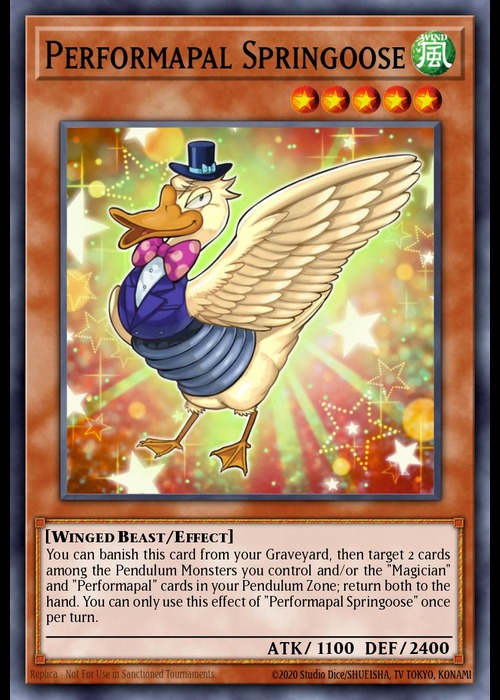 PERFORMAPAL SPRINGOOSE
WIND
風
[WINGED BEAST/EFFECT]
You can banish this card from your Graveyard, then target 2 cards
among the Pendulum Monsters you control and/or the "Magician"
and "Performapal" cards in your Pendulum Zone; return both to the
hand. You can only use this effect of "Performapal Springoose" once
per turn.
ATK/ 1100 DEF/2400
Replica - Not For Use in Sanctioned Tournaments
©2020 Studio Dice/SHUEISHA, TV TOKYO, KONAMI